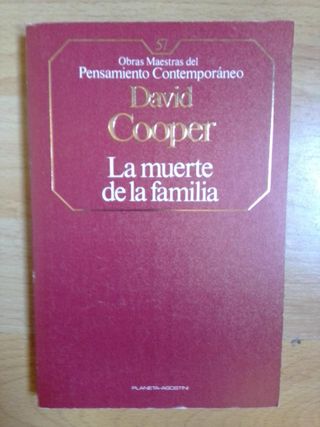 57
Obras Maestras del
Pensamiento Contemporáneo
David
Cooper
La muerte
de la familia
PLANETA-AGOSTINI